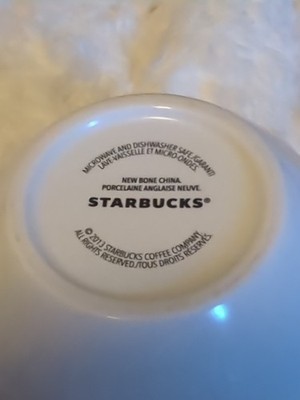 MICROWAVE AND DISHWASHER SAFE/GARANTI
LAVE-VAISSELLE ET MICRO-ONDES.
NEW BONE CHINA.
PORCELAINE ANGLAISE NEUVE.
STARBUCKS®
© 2013 STARBUCKS COFFEE COMPANY.
ALL RIGHTS RESERVED./TOUS DROITS RESERVÉS.